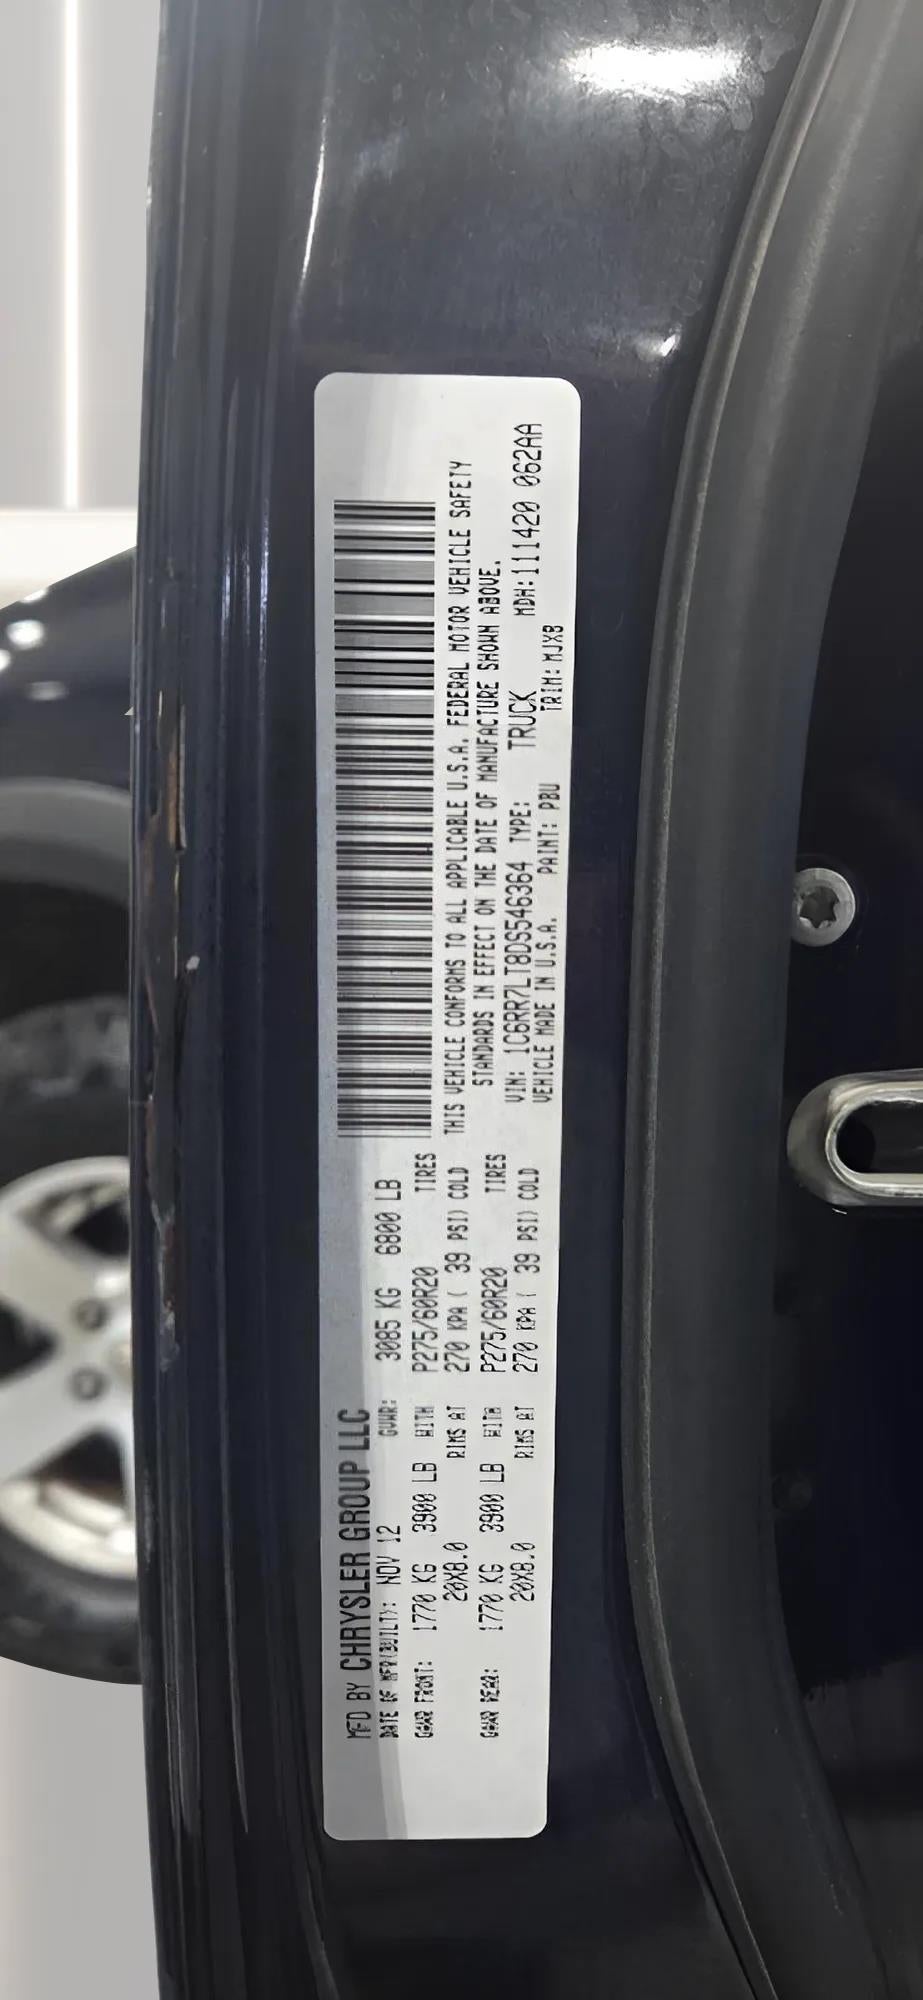 MFD BY CHRYSLER GROUP LLC
DATE OF MFR(BUILT): NOV 12 GVWR: 3085 KG 6800 LB
GAWR FRONT: 1770 KG 3900 LB WITH P275/60R20 TIRES
20X8.0 RIMS AT 270 KPA ( 39 PSI) COLD
GAWR REAR: 1770 KG 3900 LB WITH P275/60R20 TIRES
20X8.0 RIMS AT 270 KPA ( 39 PSI) COLD
THIS VEHICLE CONFORMS TO ALL APPLICABLE U.S.A. FEDERAL MOTOR VEHICLE SAFETY
STANDARDS IN EFFECT ON THE DATE OF MANUFACTURE SHOWN ABOVE.
VIN: 1C6RR7LT8DS546364 TYPE: TRUCK MDH:111420 062AA
VEHICLE MADE IN U.S.A. PAINT: PBU TRIM: MJX8